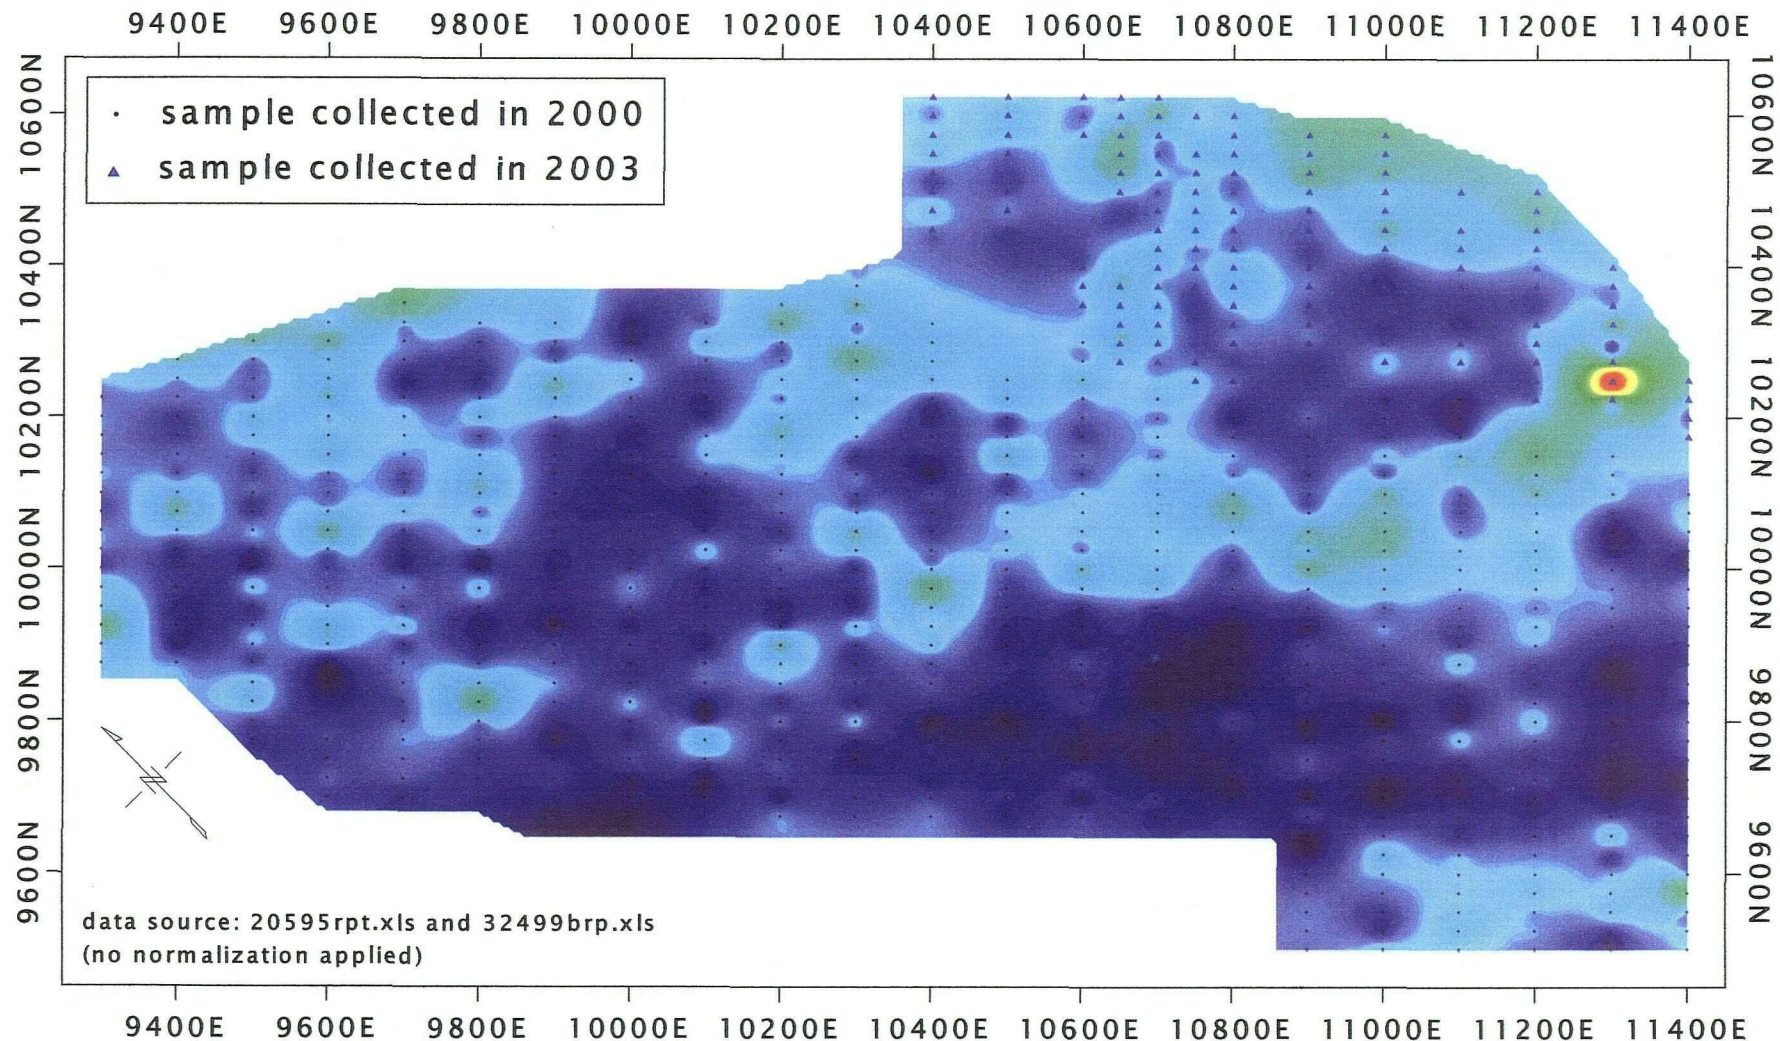 9400E 9600E 9800E 10000E 10200E 10400E 10600E 10800E 11000E 11200E 11400E
10600N 10400N 10200N 10000N 9800N 9600N
sample collected in 2000
sample collected in 2003
data source: 20595rpt.xls and 32499brp.xls
(no normalization applied)
10600N 10400N 10200N 10000N 9800N 9600N
9400E 9600E 9800E 10000E 10200E 10400E 10600E 10800E 11000E 11200E 11400E